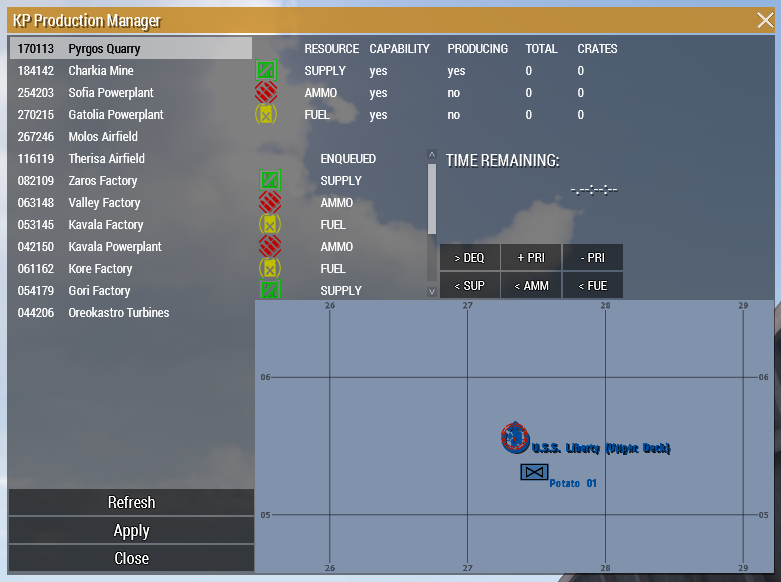 KP Production Manager
170113 Pyrgos Quarry
184142 Charkia Mine
254203 Sofia Powerplant
270215 Gatolia Powerplant
267246 Molos Airfield
116119 Therisa Airfield
082109 Zaros Factory
063148 Valley Factory
053145 Kavala Factory
042150 Kavala Powerplant
061162 Kore Factory
054179 Gori Factory
044206 Oreokastro Turbines
Refresh
Apply
Close
RESOURCE CAPABILITY PRODUCING TOTAL CRATES
SUPPLY yes yes 0 0
AMMO yes no 0 0
FUEL yes no 0 0
ENQUEUED
SUPPLY
AMMO
FUEL
AMMO
FUEL
SUPPLY
TIME REMAINING:
-.--:--:--
> DEQ + PRI - PRI
< SUP < AMM < FUE
26 27 28 29
06 06
U.S.S. Liberty (Upper Deck)
Potato 01
05 05
26 27 28 29